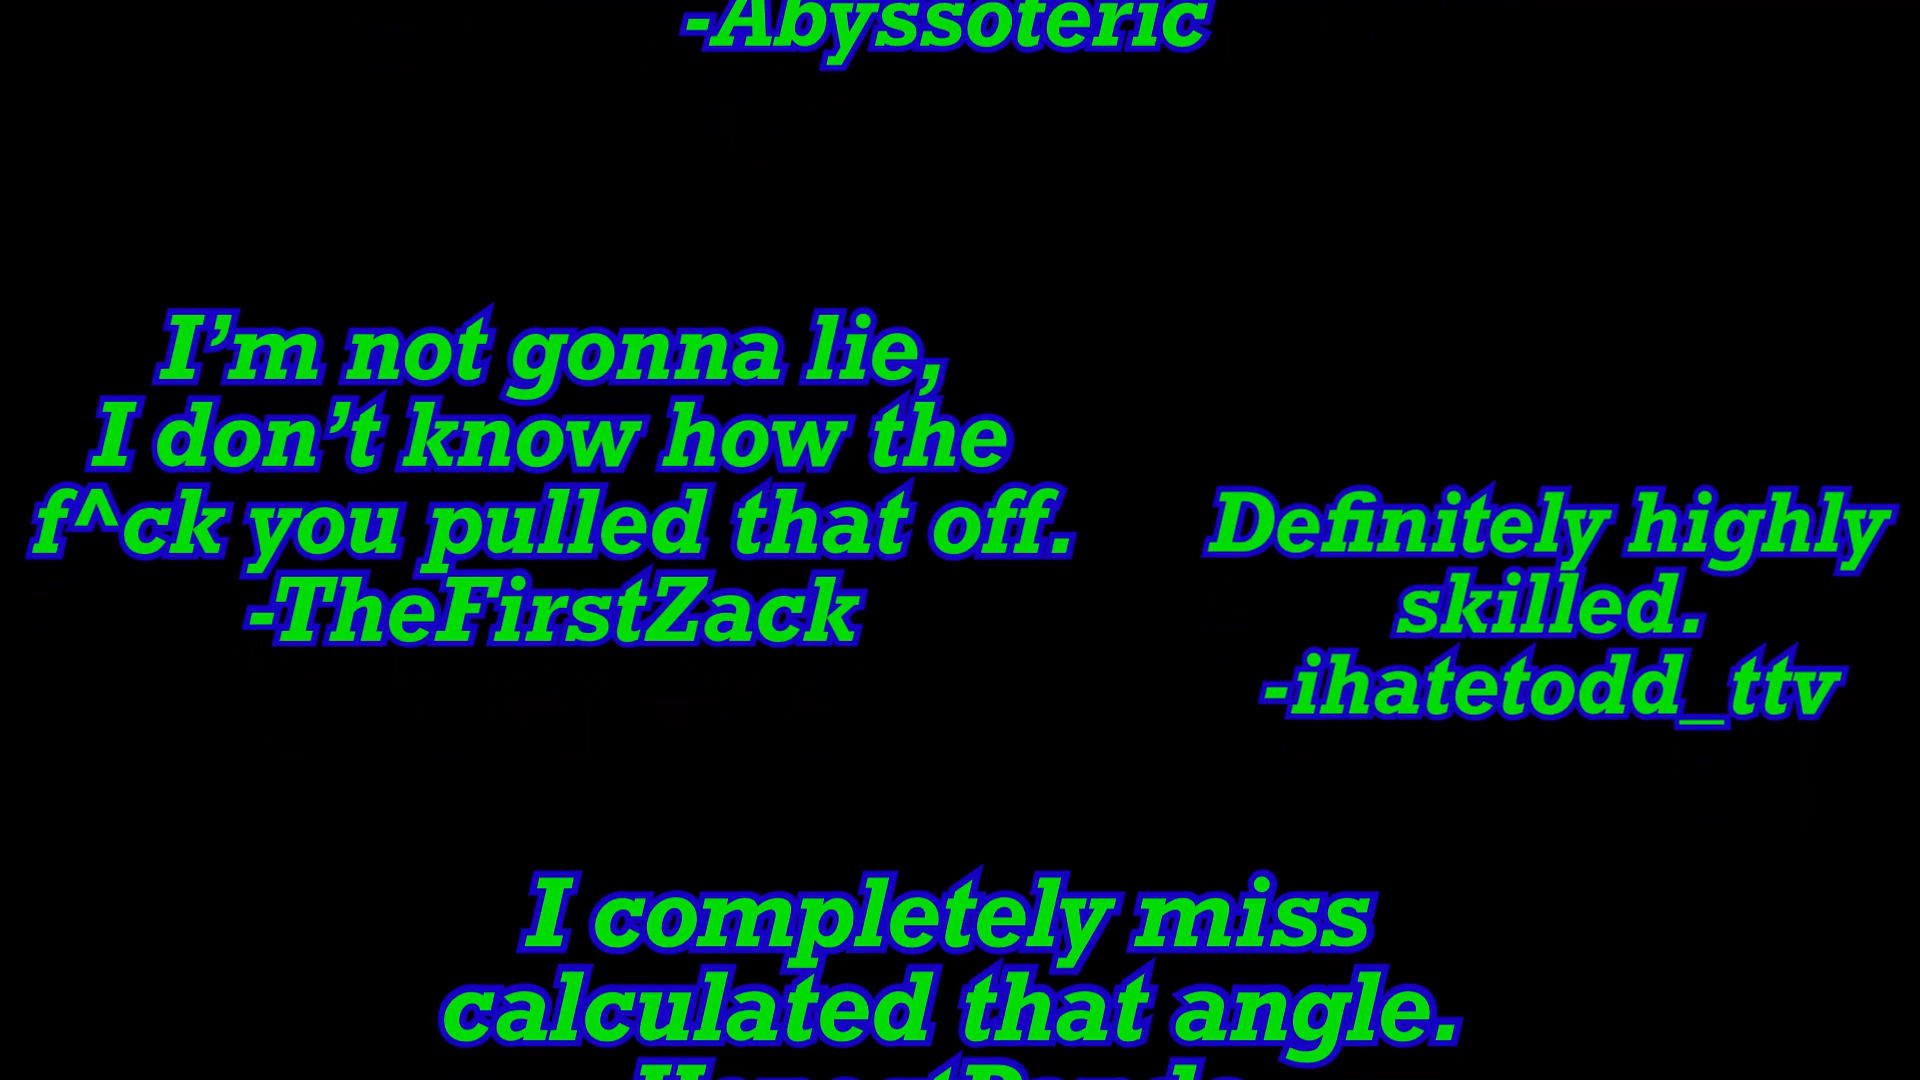 -Abyssoteric
I’m not gonna lie,
I don’t know how the
f^ck you pulled that off.
-TheFirstZack
Definitely highly
skilled.
-ihatetodd_ttv
I completely miss
calculated that angle.